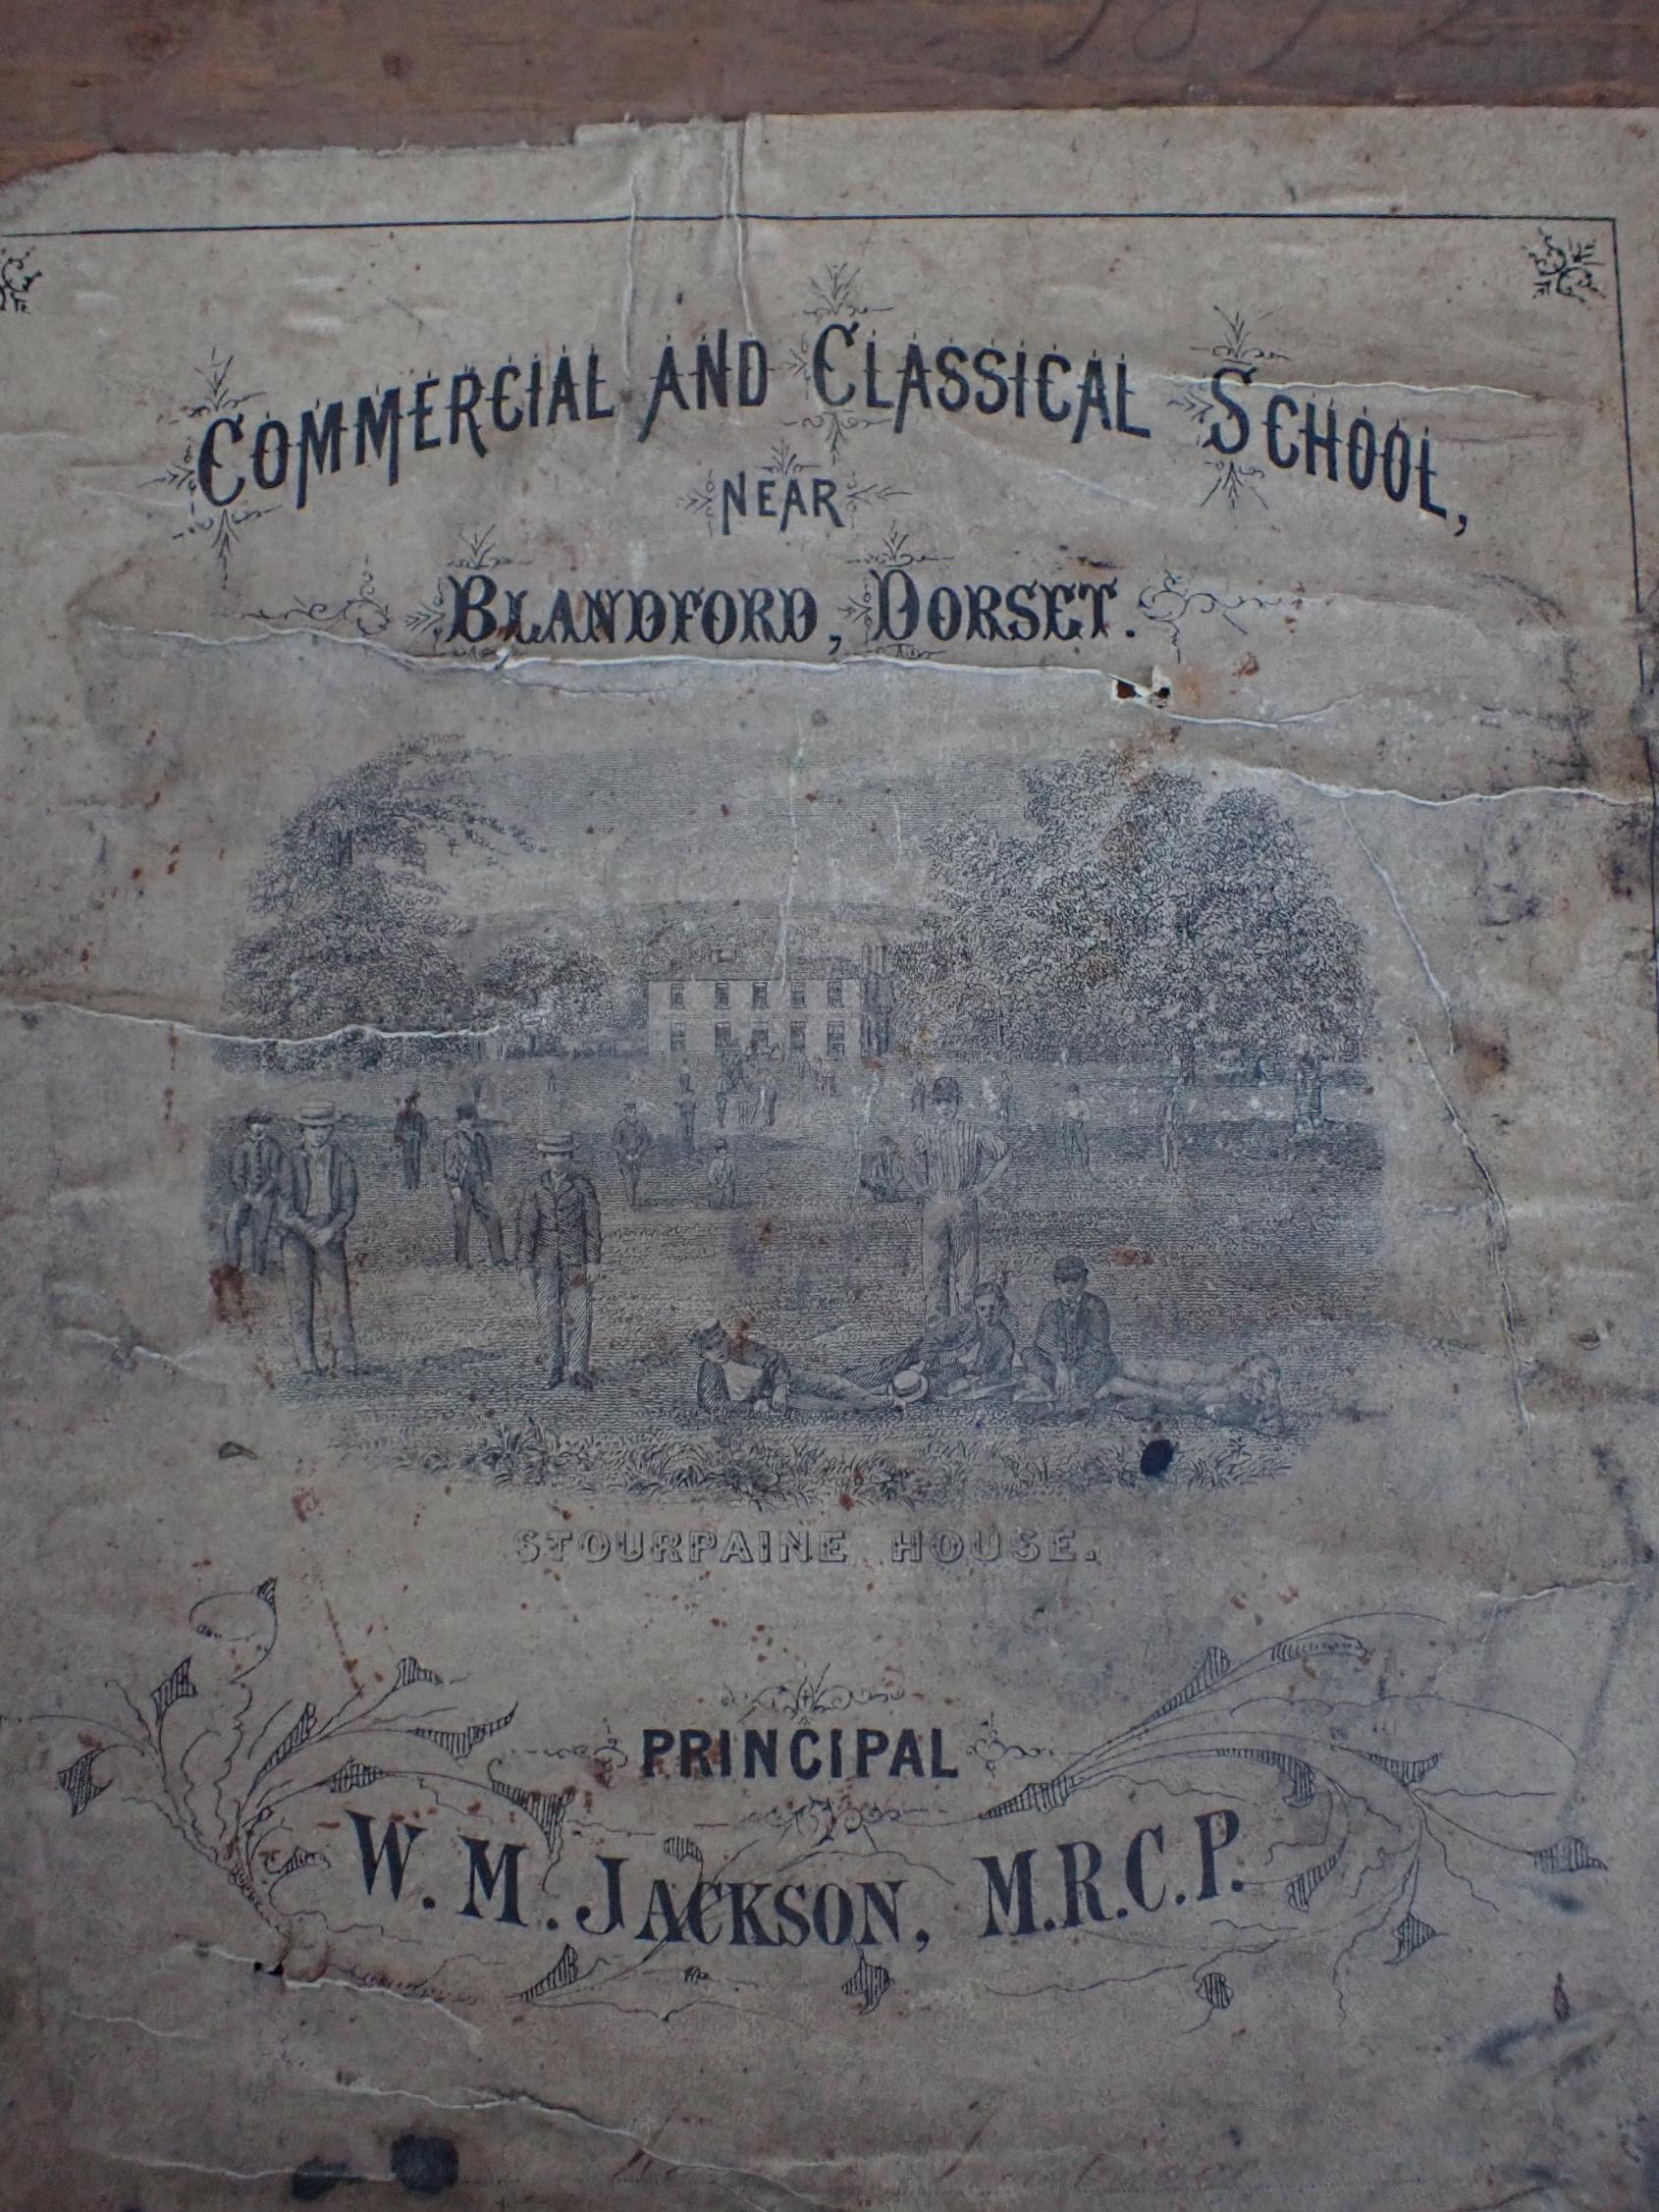 COMMERCIAL AND CLASSICAL SCHOOL,
NEAR
BLANDFORD, DORSET.
STOURPAINE HOUSE.
PRINCIPAL
W. M. JACKSON, M.R.C.P.